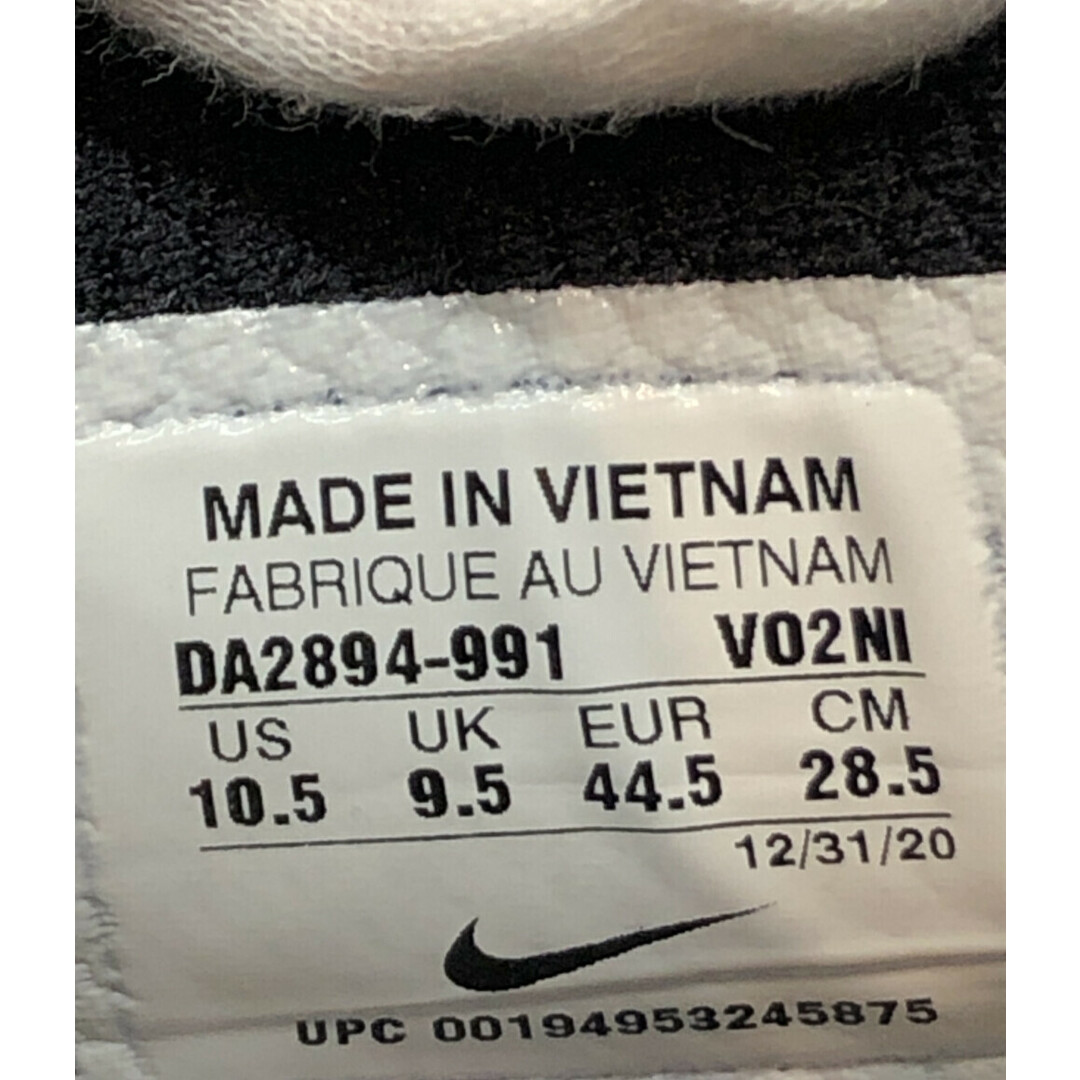 MADE IN VIETNAM
FABRIQUE AU VIETNAM
DA2894-991 VO2NI
US UK EUR CM
10.5 9.5 44.5 28.5
12/31/20
UPC 00194953245875